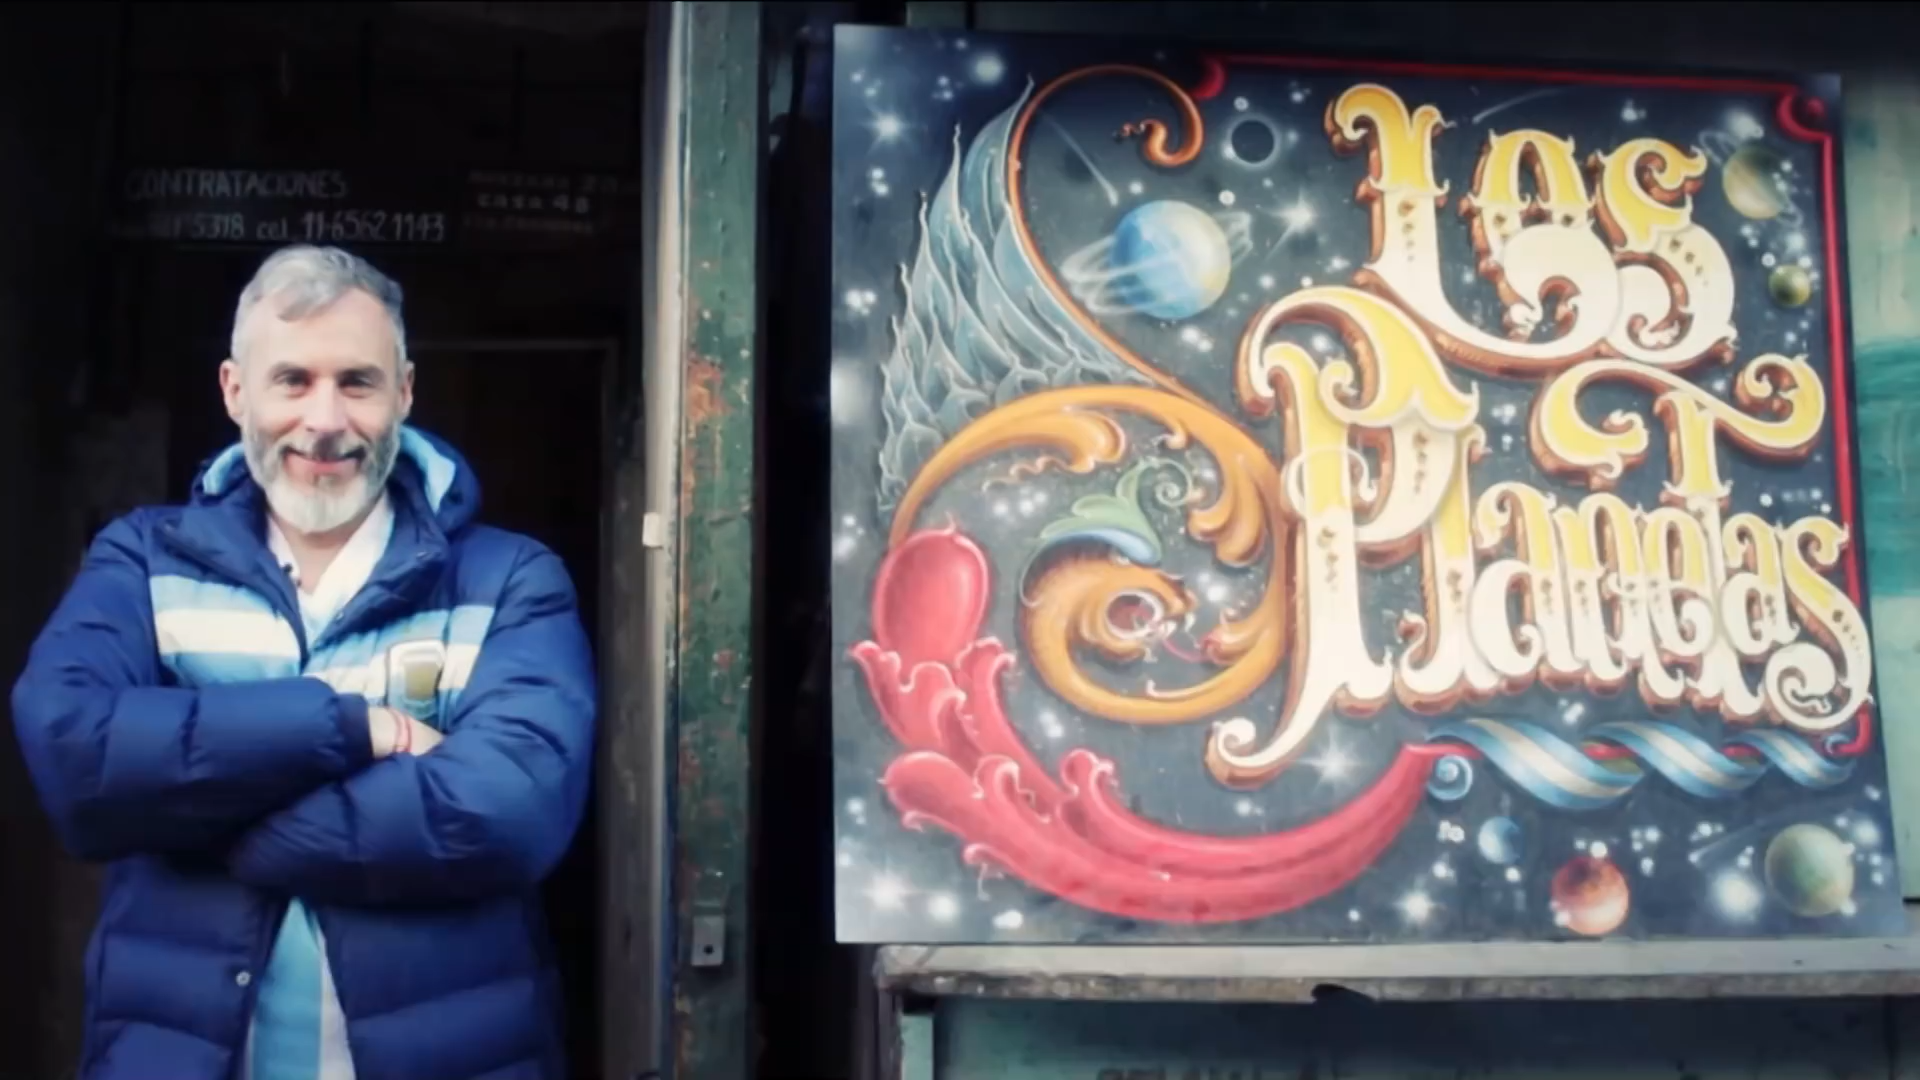 CONTRATACIONES
5318 cel. 11-6562 1143
CASA 48
Los
Planetas